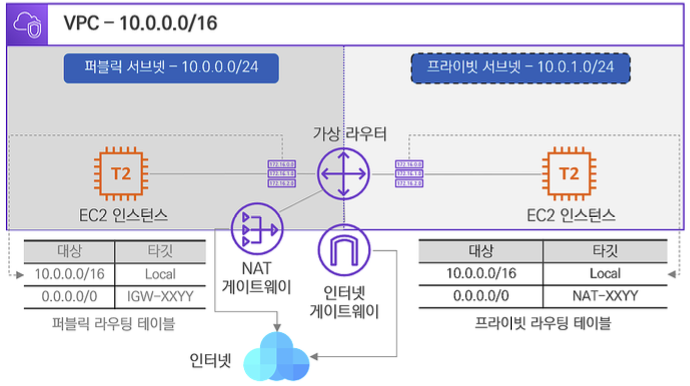 VPC – 10.0.0.0/16
퍼블릭 서브넷 – 10.0.0.0/24
프라이빗 서브넷 – 10.0.1.0/24
가상 라우터
T2
172.16.0.0
172.16.1.0
172.16.2.0
172.16.0.0
172.16.1.0
172.16.2.0
T2
EC2 인스턴스
EC2 인스턴스
대상 타깃
10.0.0.0/16 Local
0.0.0.0/0 IGW-XXYY
퍼블릭 라우팅 테이블
NAT
게이트웨이
인터넷
게이트웨이
대상 타깃
10.0.0.0/16 Local
0.0.0.0/0 NAT-XXYY
프라이빗 라우팅 테이블
인터넷